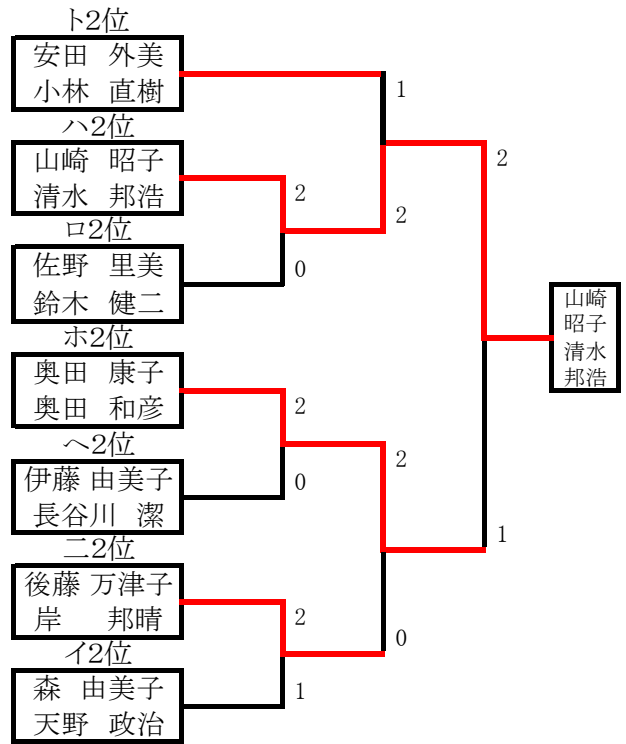 ト2位
安田 外美
小林 直樹
ハ2位
山崎 昭子
清水 邦浩
ロ2位
佐野 里美
鈴木 健二
ホ2位
奥田 康子
奥田 和彦
ヘ2位
伊藤 由美子
長谷川 潔
ニ2位
後藤 万津子
岸 邦晴
イ2位
森 由美子
天野 政治
2
0
2
0
2
1
1
2
2
0
2
1
山崎
昭子
清水
邦浩